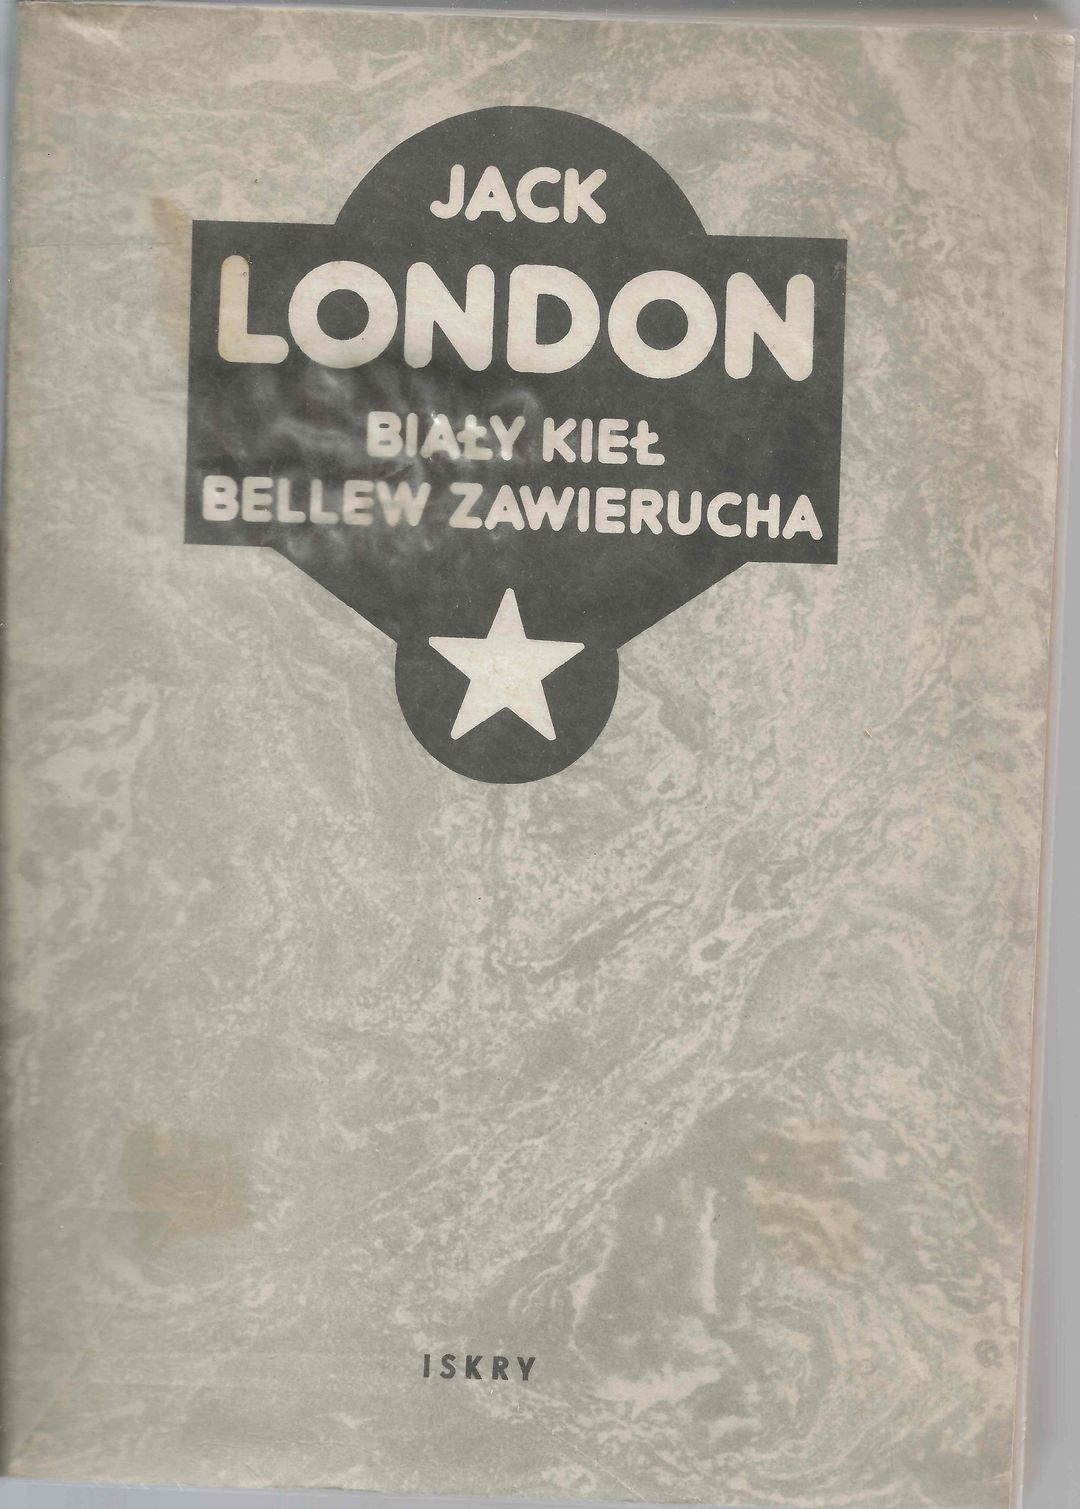 JACK
LONDON
BIAŁY KIEŁ
BELLEW ZAWIERUCHA
ISKRY